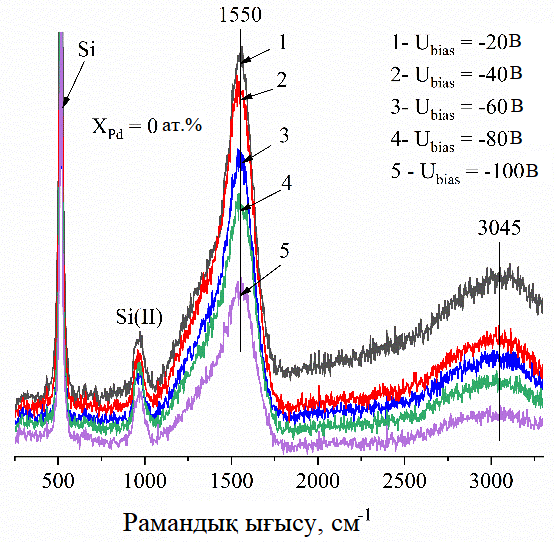 1550
Si
1
2
3
4
5
X_Pd = 0 ат.%
1- U_bias = -20В
2- U_bias = -40В
3- U_bias = -60В
4- U_bias = -80В
5 - U_bias = -100В
3045
Si(II)
500 1000 1500 2000 2500 3000
Рамандық ығысу, см^-1